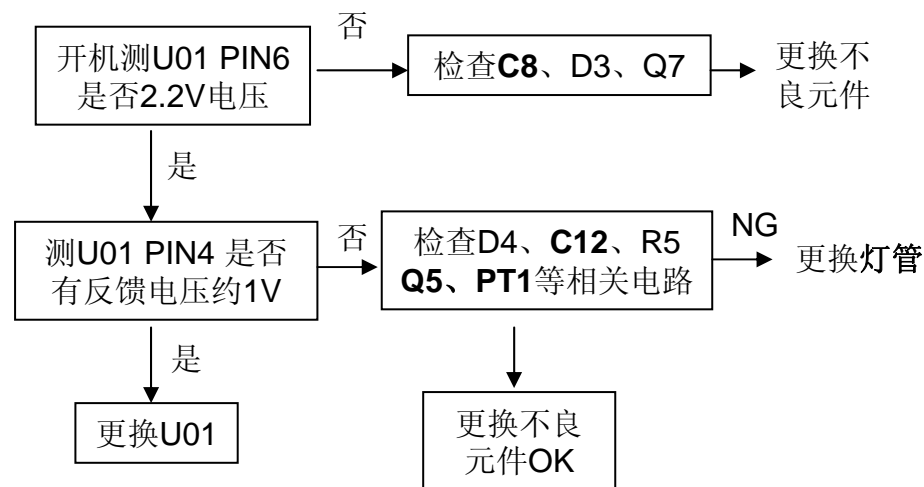 开机测U01 PIN6
是否2.2V电压
否
检查C8、D3、Q7
更换不
良元件
是
测U01 PIN4 是否
有反馈电压约1V
否
检查D4、C12、R5
Q5、PT1等相关电路
NG
更换灯管
是
更换U01
更换不良
元件OK